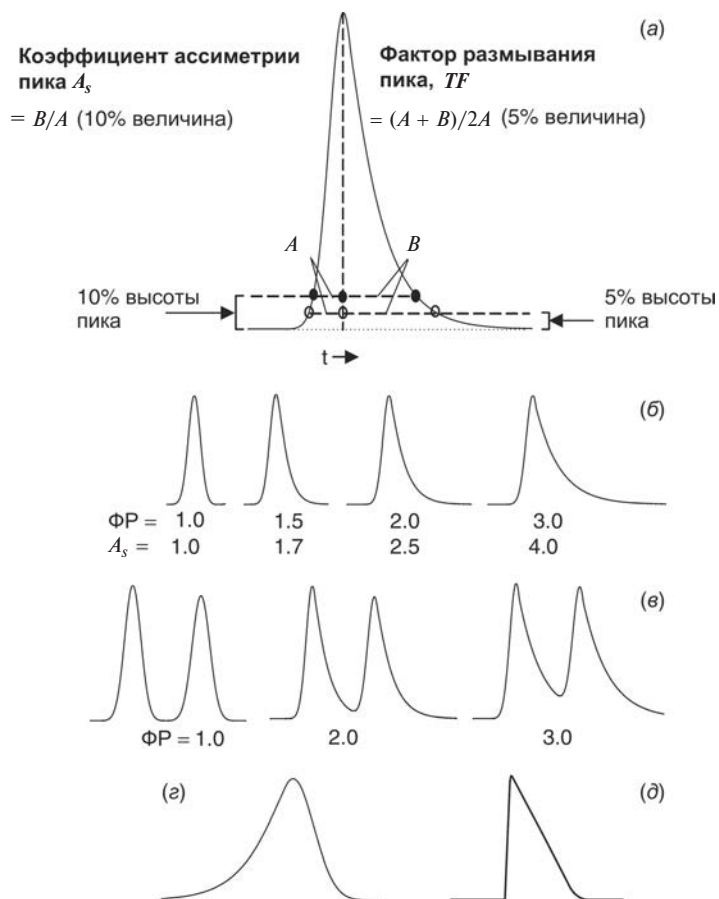 (а)
Коэффициент ассиметрии
пика A_s
= B/A (10% величина)
Фактор размывания
пика, TF
= (A + B)/2A (5% величина)
A B
10% высоты
пика
5% высоты
пика
t
(б)
ФР = 1.0 1.5 2.0 3.0
A_s = 1.0 1.7 2.5 4.0
(в)
ФР = 1.0 2.0 3.0
(г) (д)